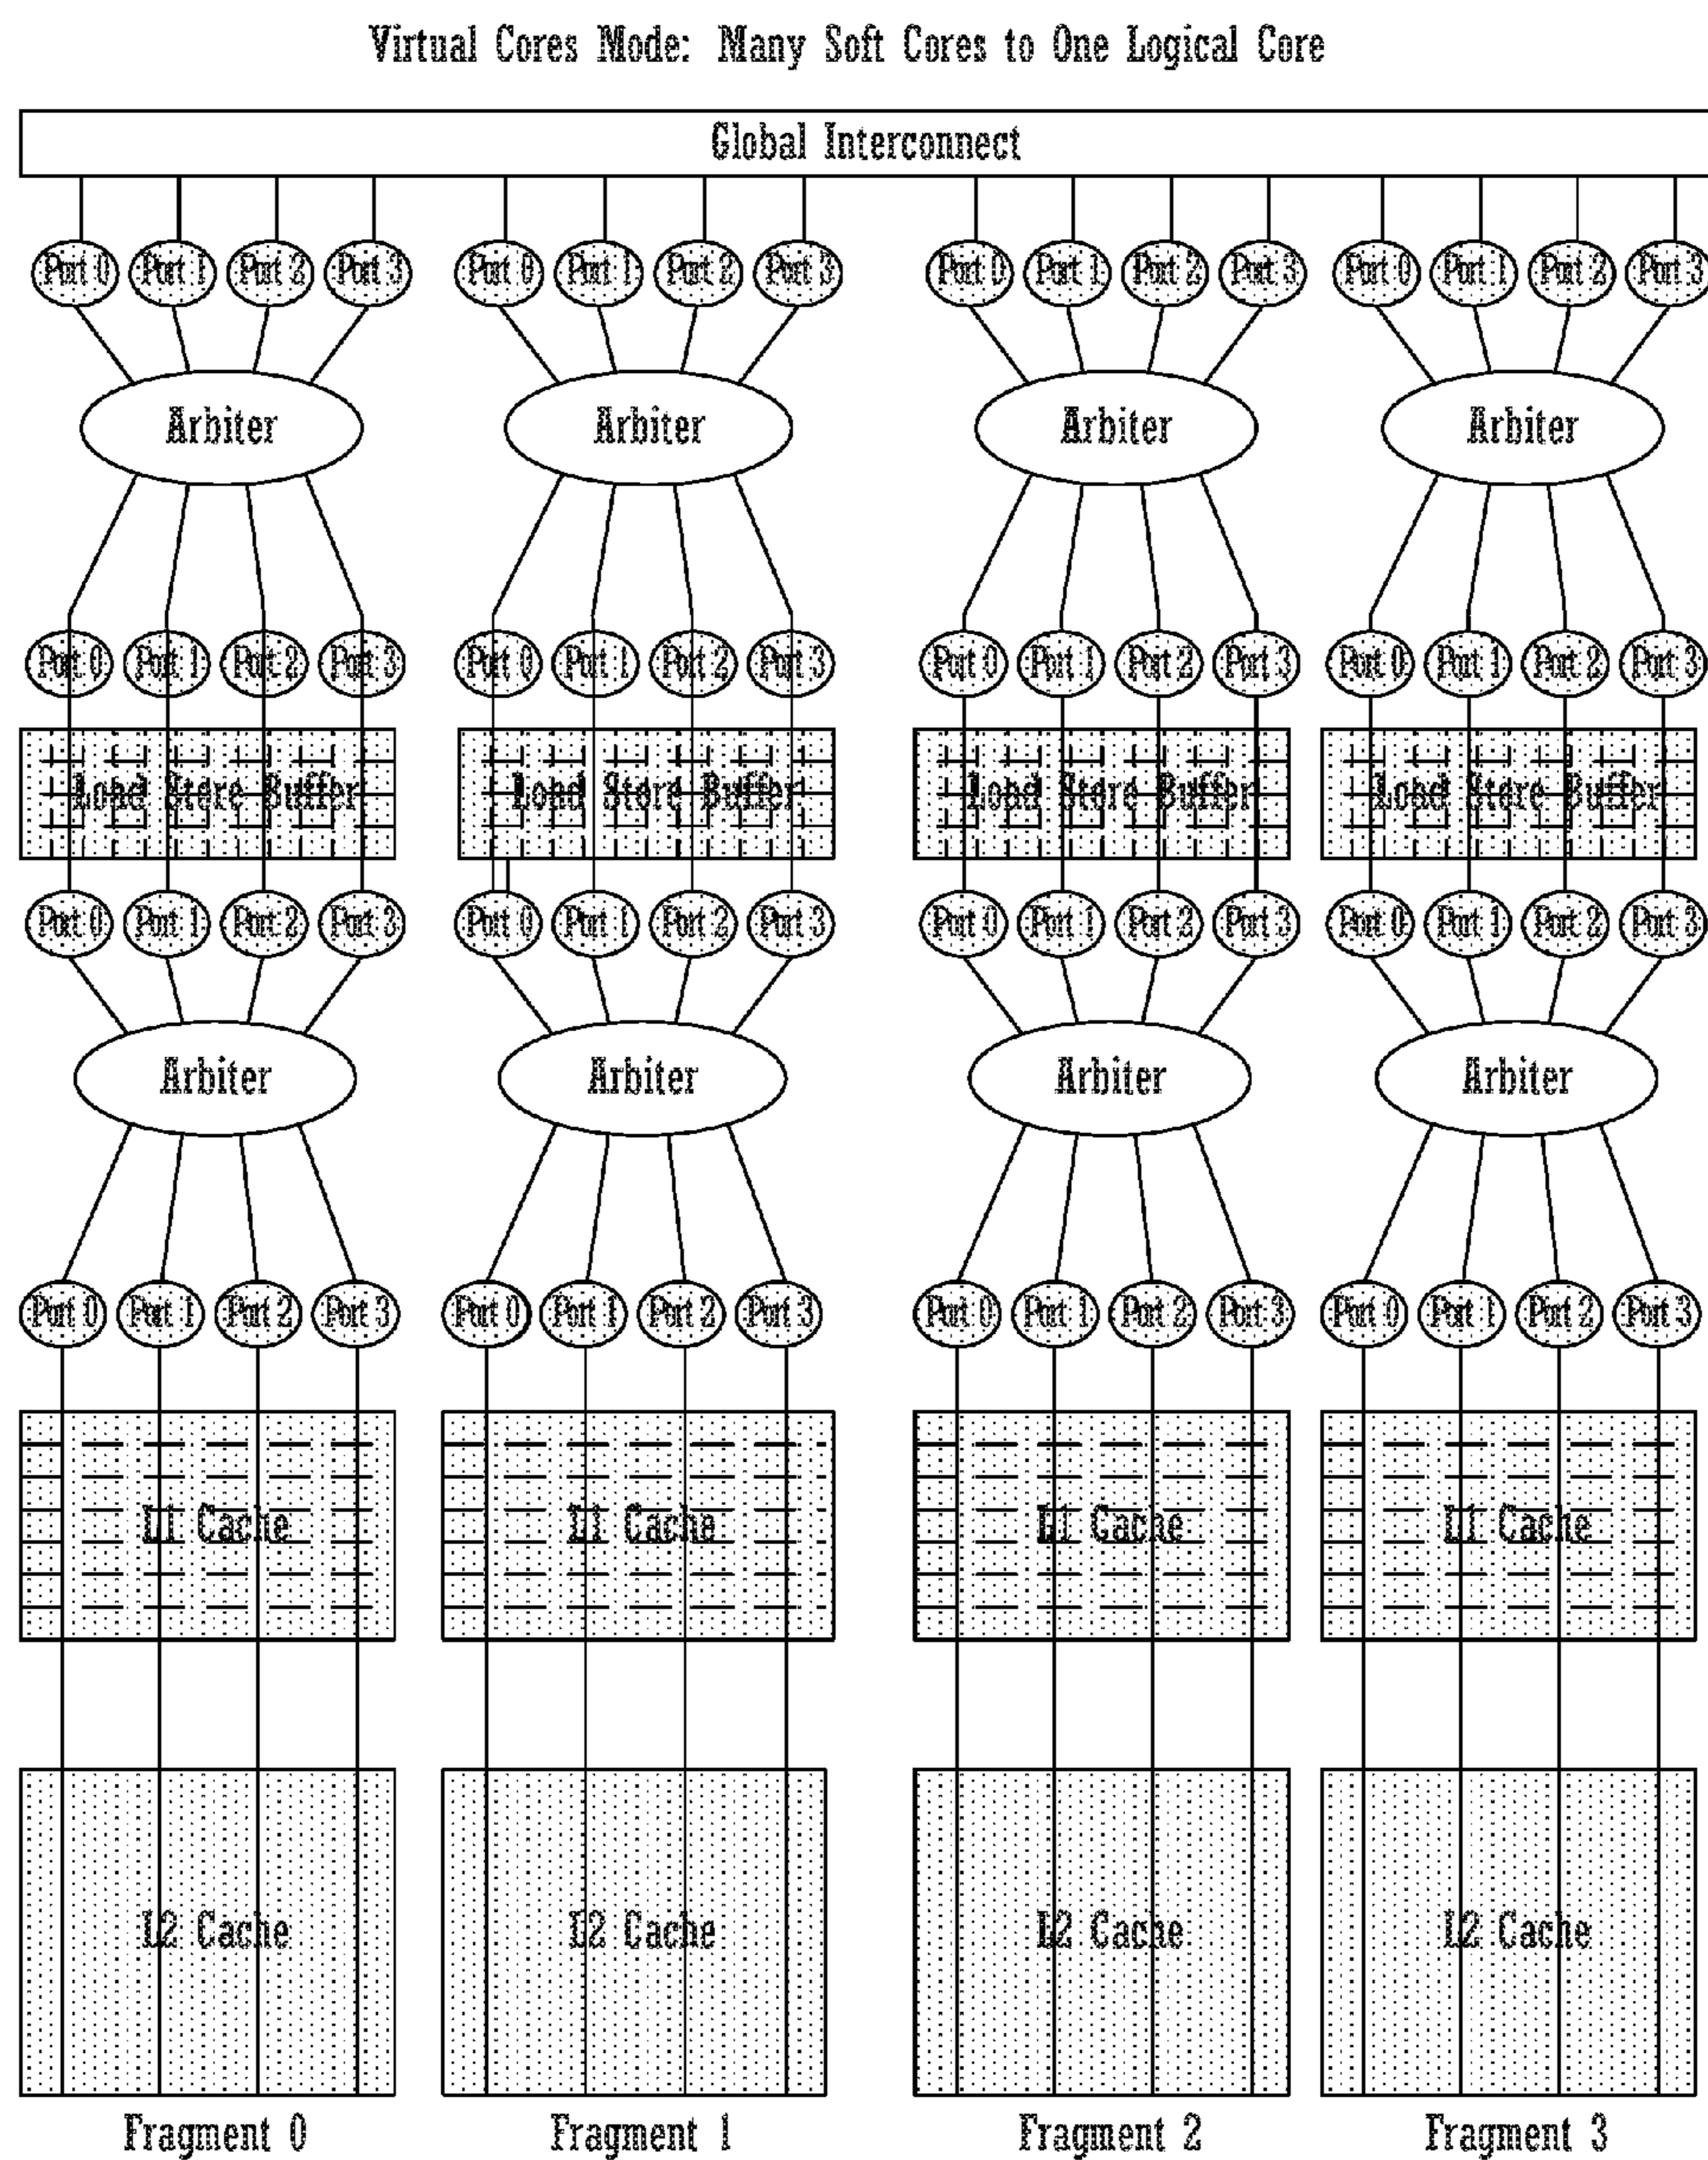 Virtual Cores Mode: Many Soft Cores to One Logical Core
Global Interconnect
Port 0 Port 1 Port 2 Port 3 Port 0 Port 1 Port 2 Port 3 Port 0 Port 1 Port 2 Port 3 Port 0 Port 1 Port 2 Port 3
Arbiter Arbiter Arbiter Arbiter
Port 0 Port 1 Port 2 Port 3 Port 0 Port 1 Port 2 Port 3 Port 0 Port 1 Port 2 Port 3 Port 0 Port 1 Port 2 Port 3
Load Store Buffer Load Store Buffer Load Store Buffer Load Store Buffer
Port 0 Port 1 Port 2 Port 3 Port 0 Port 1 Port 2 Port 3 Port 0 Port 1 Port 2 Port 3 Port 0 Port 1 Port 2 Port 3
Arbiter Arbiter Arbiter Arbiter
Port 0 Port 1 Port 2 Port 3 Port 0 Port 1 Port 2 Port 3 Port 0 Port 1 Port 2 Port 3 Port 0 Port 1 Port 2 Port 3
L1 Cache L1 Cache L1 Cache L1 Cache
L2 Cache L2 Cache L2 Cache L2 Cache
Fragment 0 Fragment 1 Fragment 2 Fragment 3